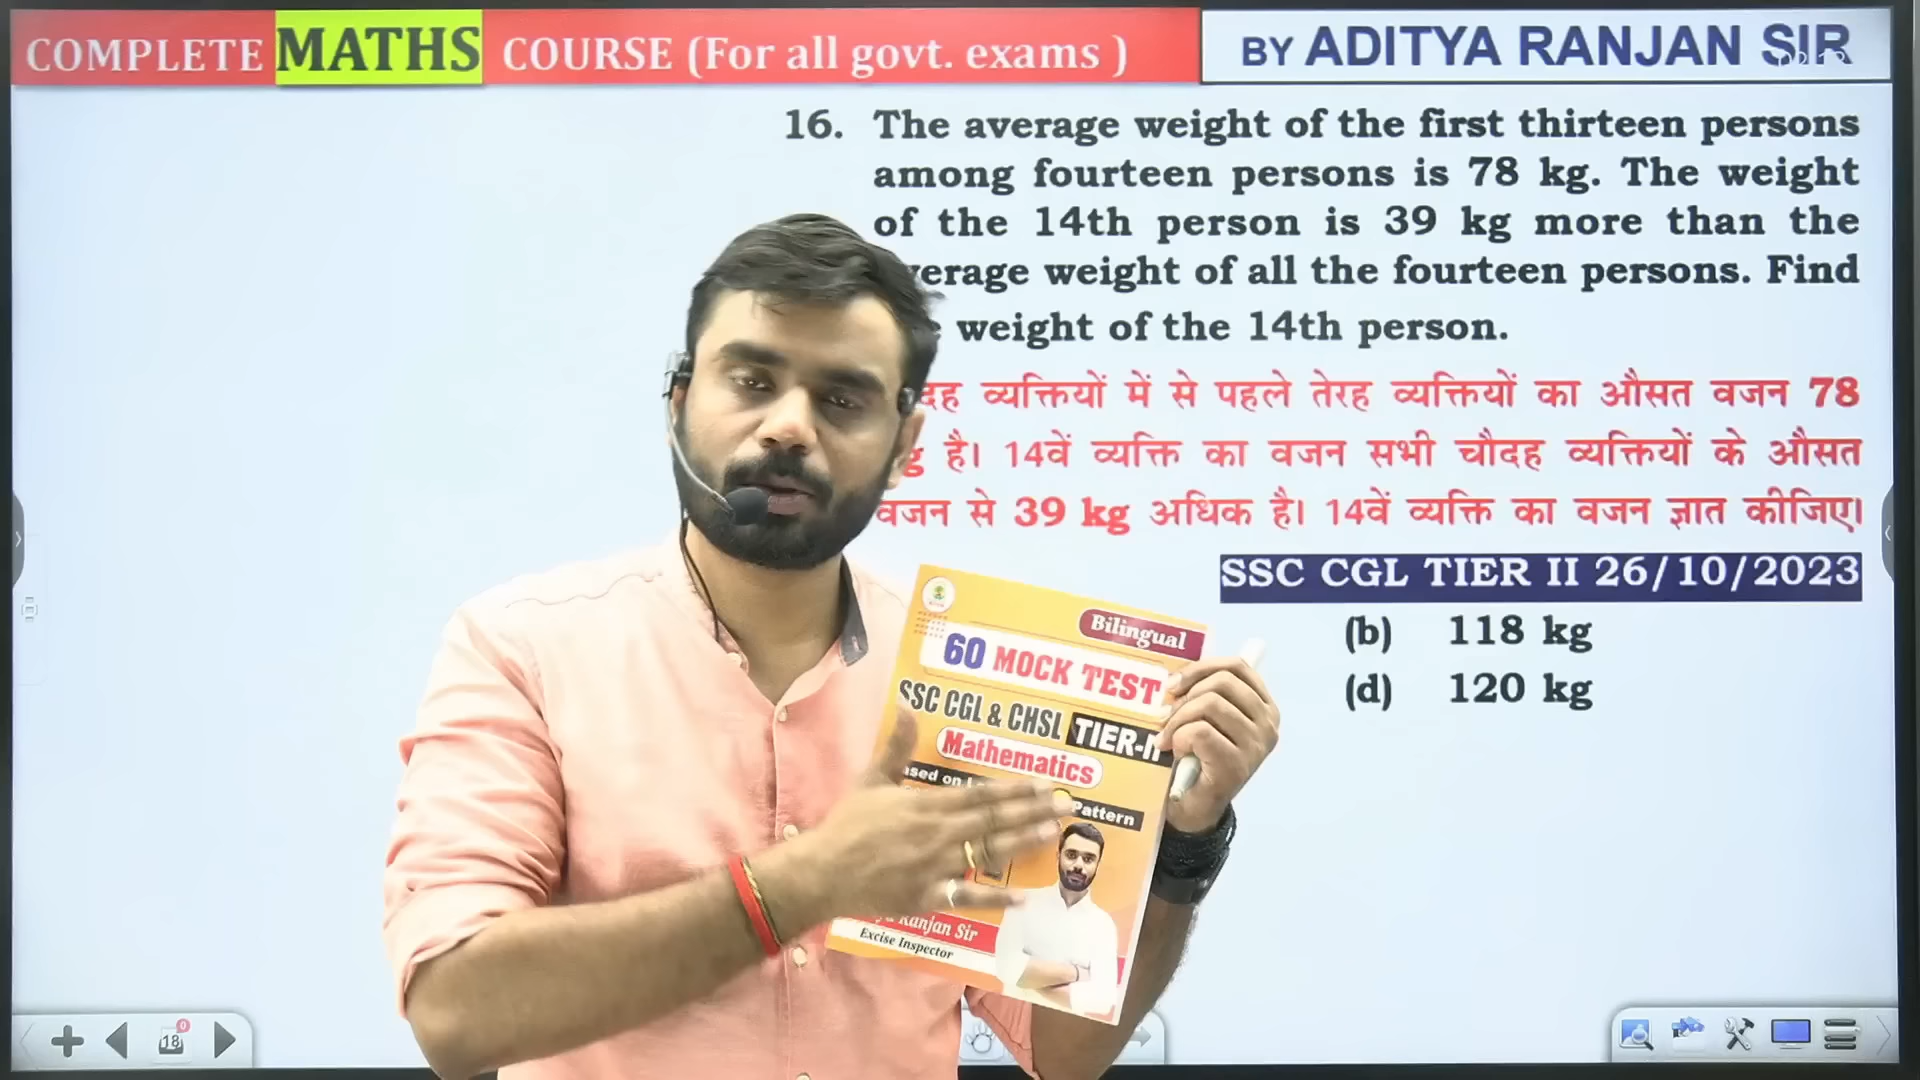 COMPLETE MATHS COURSE (For all govt. exams )
BY ADITYA RANJAN SIR
16. The average weight of the first thirteen persons
among fourteen persons is 78 kg. The weight
of the 14th person is 39 kg more than the
verage weight of all the fourteen persons. Find
weight of the 14th person.
दह व्यक्तियों में से पहले तेरह व्यक्तियों का औसत वजन 78
g है। 14वें व्यक्ति का वजन सभी चौदह व्यक्तियों के औसत
वजन से 39 kg अधिक है। 14वें व्यक्ति का वजन ज्ञात कीजिए।
SSC CGL TIER II 26/10/2023
(b) 118 kg
(d) 120 kg
Bilingual
60 MOCK TEST
SSC CGL & CHSL TIER-II
Mathematics
ased on
Pattern
Ranjan Sir
Excise Inspector
18
0